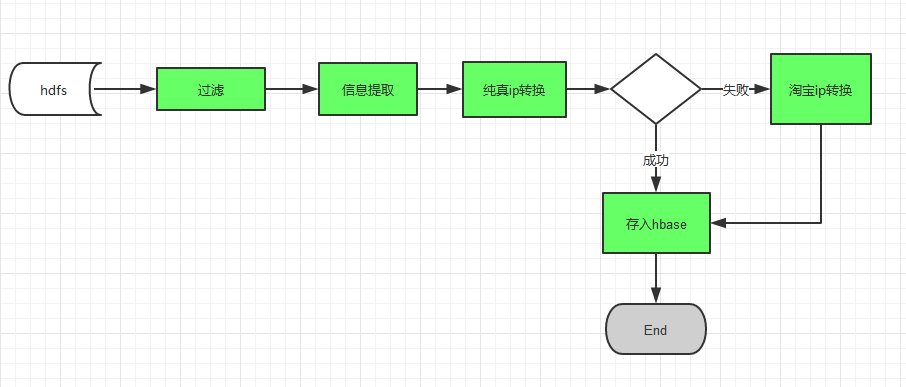 hdfs
过滤
信息提取
纯真ip转换
失败
淘宝ip转换
成功
存入hbase
End